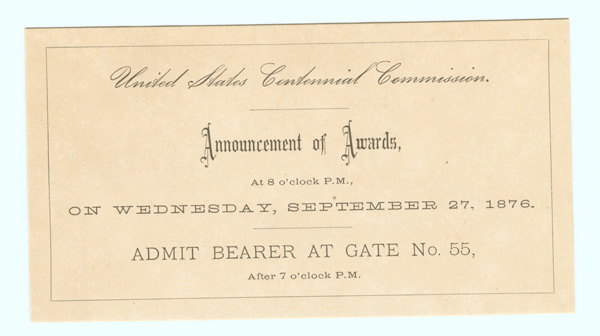 United States Centennial Commission.
Announcement of Awards,
At 8 o'clock P.M.,
ON WEDNESDAY, SEPTEMBER 27, 1876.
ADMIT BEARER AT GATE No. 55,
After 7 o'clock P.M.